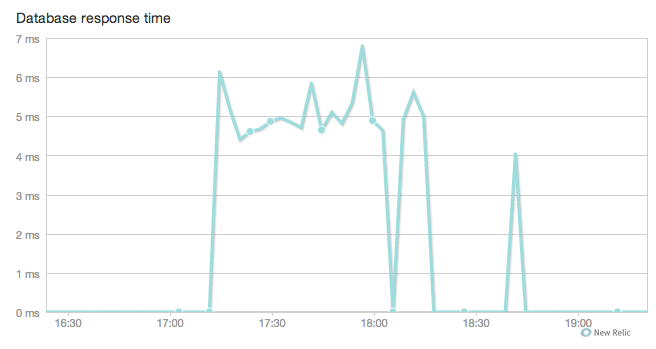 Database response time
7 ms
6 ms
5 ms
4 ms
3 ms
2 ms
1 ms
0 ms
16:30 17:00 17:30 18:00 18:30 19:00
New Relic